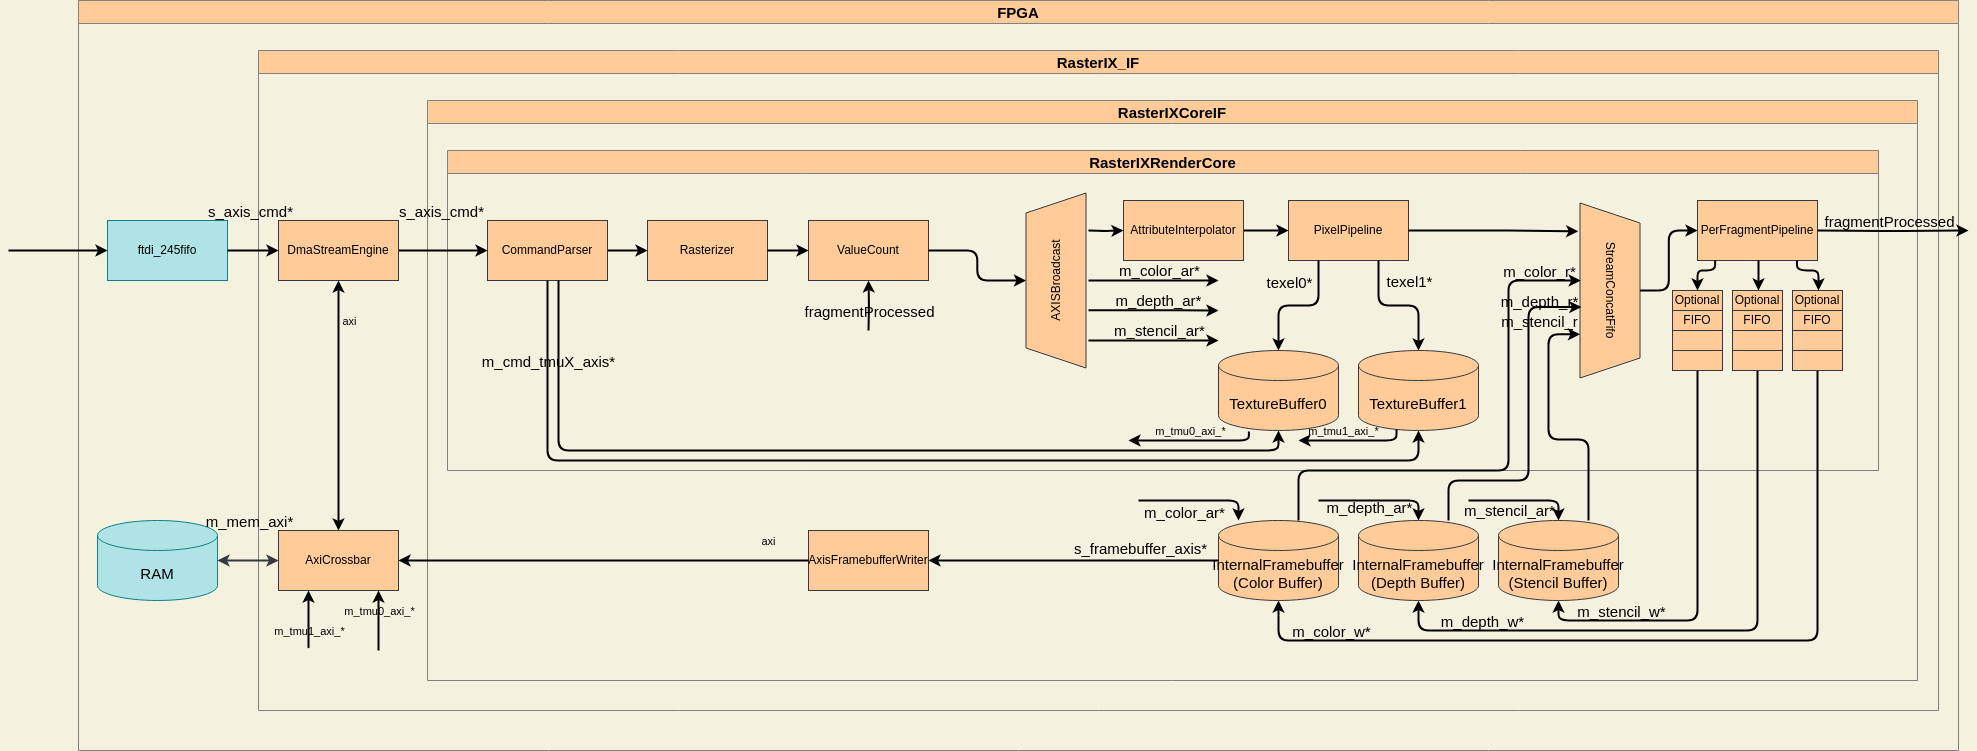 FPGA
RasterIX_IF
RasterIXCoreIF
RasterIXRenderCore
s_axis_cmd*
s_axis_cmd*
ftdi_245fifo
DmaStreamEngine
CommandParser
Rasterizer
ValueCount
AXISBroadcast
AttributeInterpolator
PixelPipeline
StreamConcatFifo
PerFragmentPipeline
fragmentProcessed
m_color_ar*
m_depth_ar*
m_stencil_ar*
texel0*
texel1*
m_color_r*
m_depth_r*
m_stencil_r
Optional
FIFO
Optional
FIFO
Optional
FIFO
axi
fragmentProcessed
m_cmd_tmuX_axis*
TextureBuffer0
TextureBuffer1
m_tmu0_axi_*
m_tmu1_axi_*
m_color_ar*
m_depth_ar*
m_stencil_ar*
m_mem_axi*
RAM
AxiCrossbar
axi
AxisFramebufferWriter
s_framebuffer_axis*
InternalFramebuffer
(Color Buffer)
InternalFramebuffer
(Depth Buffer)
InternalFramebuffer
(Stencil Buffer)
m_tmu0_axi_*
m_tmu1_axi_*
m_stencil_w*
m_depth_w*
m_color_w*